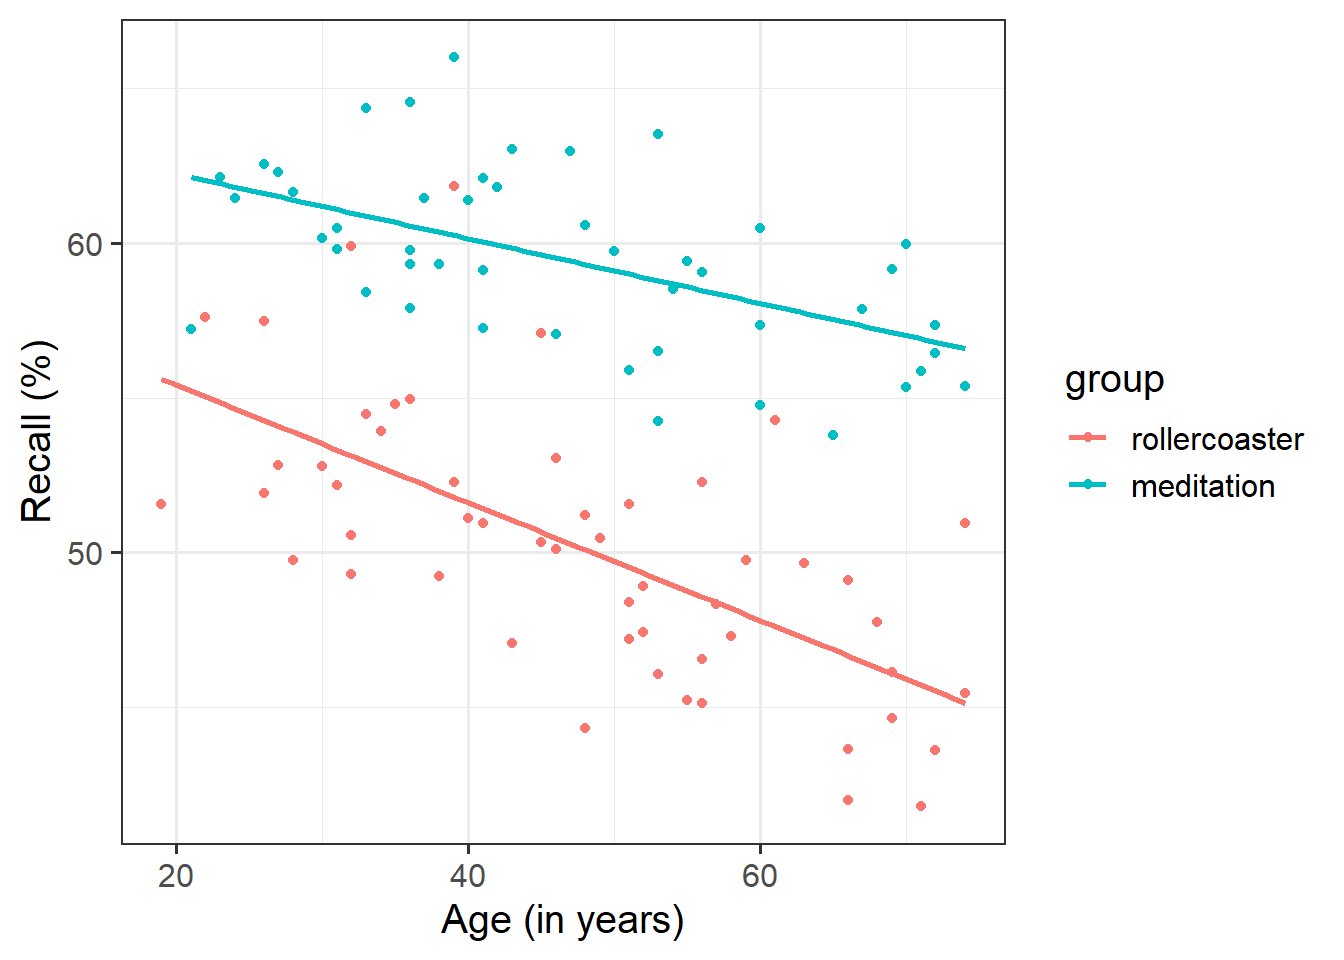 60
50
20
40
60
Age (in years)
Recall (%)
group
rollercoaster
meditation